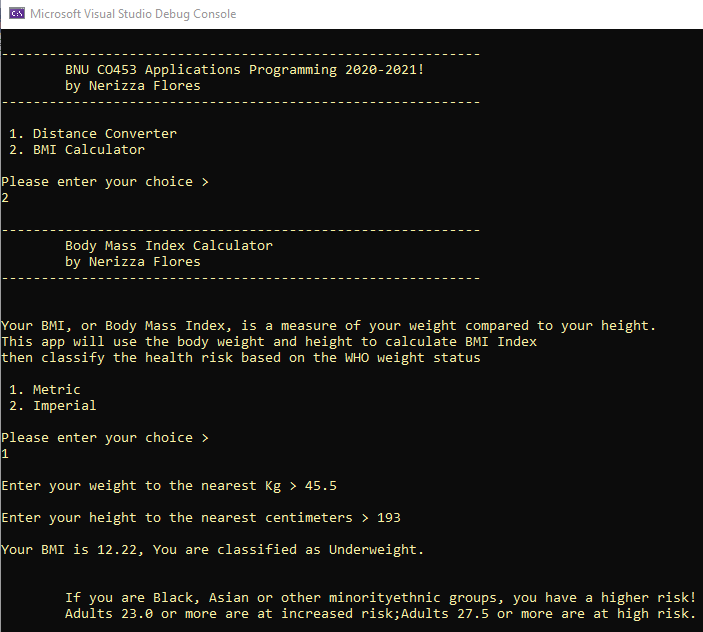 Microsoft Visual Studio Debug Console
------------------------------------------------------------
BNU CO453 Applications Programming 2020-2021!
by Nerizza Flores
------------------------------------------------------------
1. Distance Converter
2. BMI Calculator
Please enter your choice >
2
------------------------------------------------------------
Body Mass Index Calculator
by Nerizza Flores
------------------------------------------------------------
Your BMI, or Body Mass Index, is a measure of your weight compared to your height.
This app will use the body weight and height to calculate BMI Index
then classify the health risk based on the WHO weight status
1. Metric
2. Imperial
Please enter your choice >
1
Enter your weight to the nearest Kg > 45.5
Enter your height to the nearest centimeters > 193
Your BMI is 12.22, You are classified as Underweight.
If you are Black, Asian or other minorityethnic groups, you have a higher risk!
Adults 23.0 or more are at increased risk;Adults 27.5 or more are at high risk.